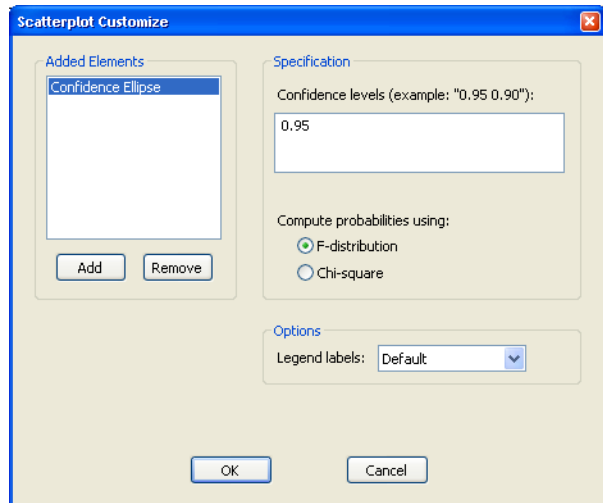 Scatterplot Customize
Added Elements
Confidence Ellipse
Add
Remove
Specification
Confidence levels (example: "0.95 0.90"):
0.95
Compute probabilities using:
F-distribution
Chi-square
Options
Legend labels:
Default
OK
Cancel